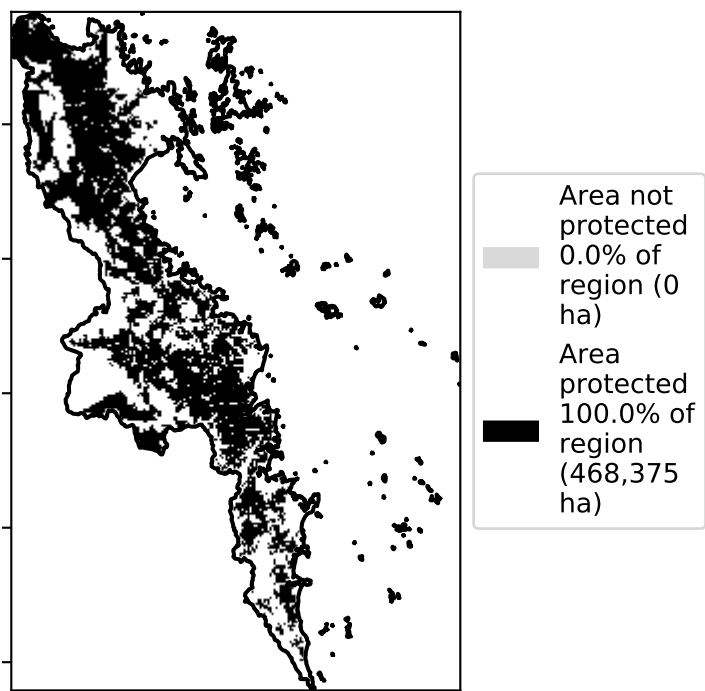 Area not
protected
0.0% of
region (0
ha)
Area
protected
100.0% of
region
(468,375
ha)